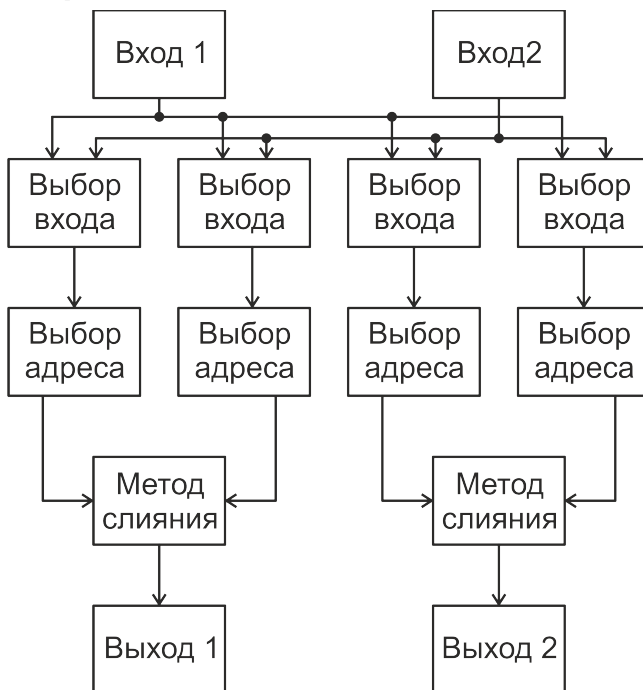 Вход 1
Вход2
Выбор
входа
Выбор
входа
Выбор
входа
Выбор
входа
Выбор
адреса
Выбор
адреса
Выбор
адреса
Выбор
адреса
Метод
слияния
Метод
слияния
Выход 1
Выход 2